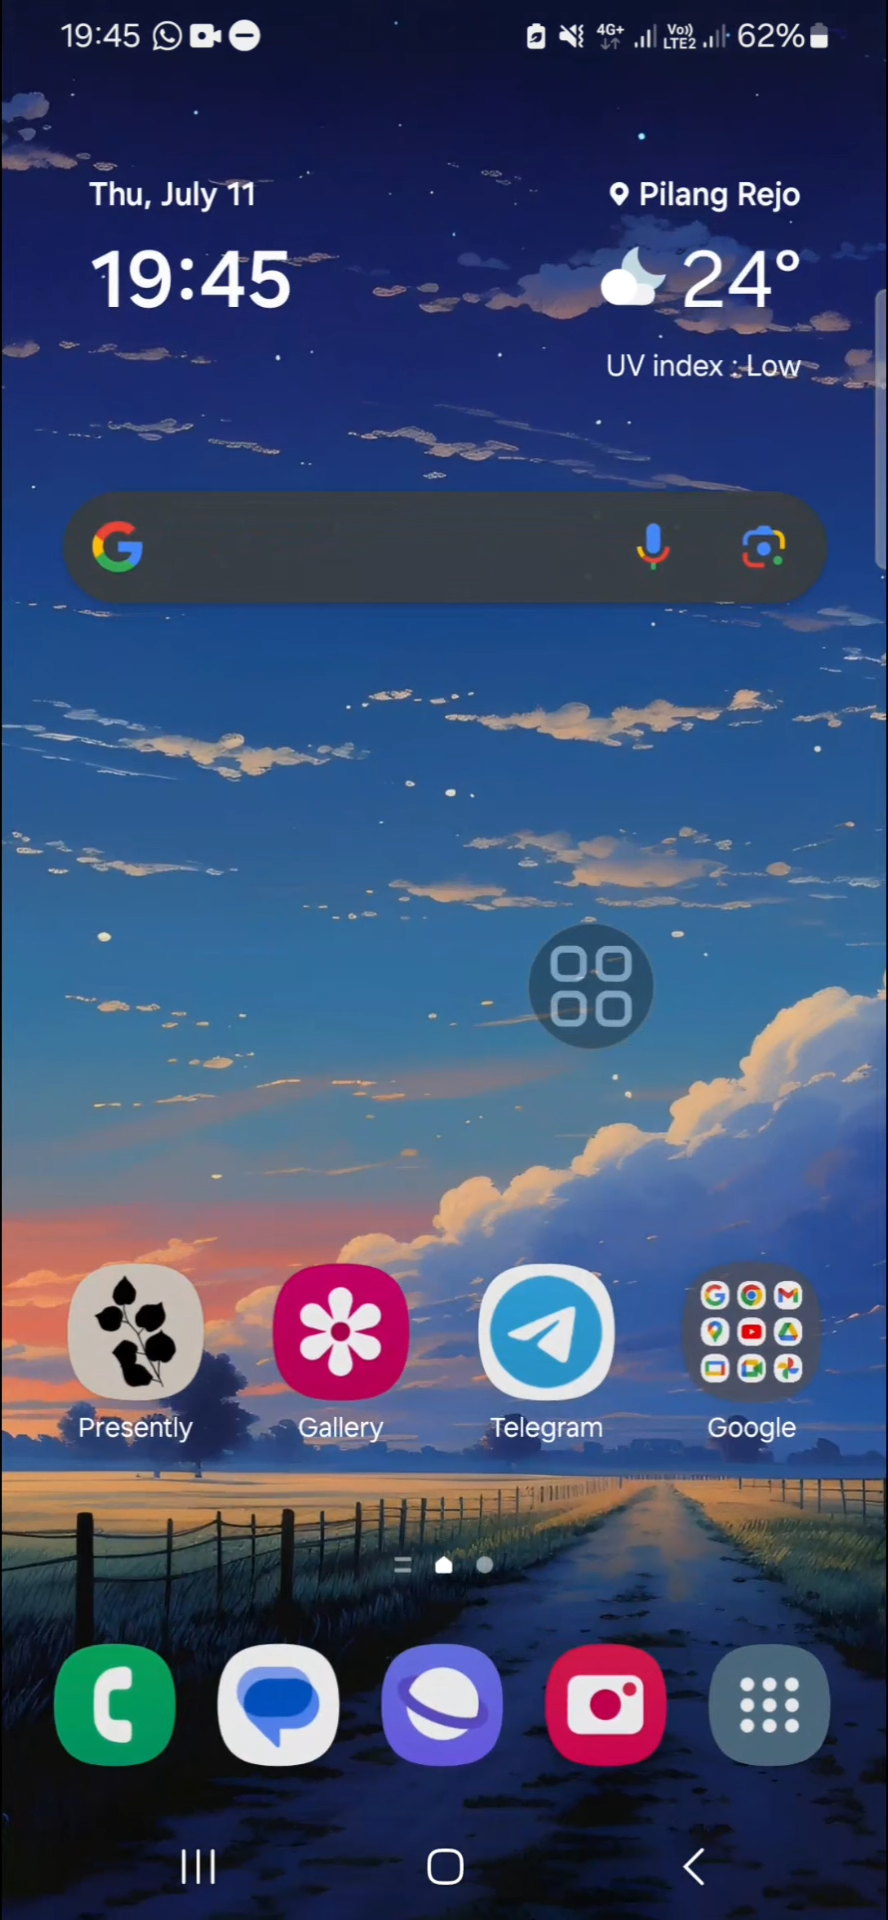 19:45 4G+ Vo)) LTE2 62%
Thu, July 11 Pilang Rejo
19:45 24°
UV index : Low
Presently Gallery Telegram Google